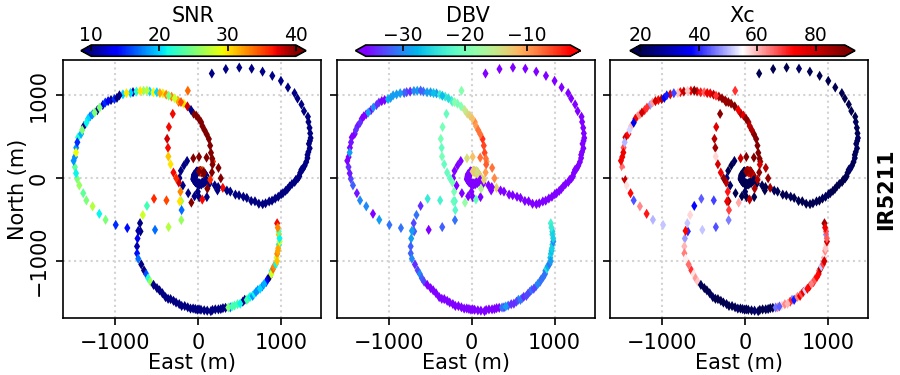 SNR DBV Xc
10 20 30 40 −30 −20 −10 20 40 60 80
1000
0
−1000
North (m)
−1000 0 1000 −1000 0 1000 −1000 0 1000
East (m) East (m) East (m)
IR5211